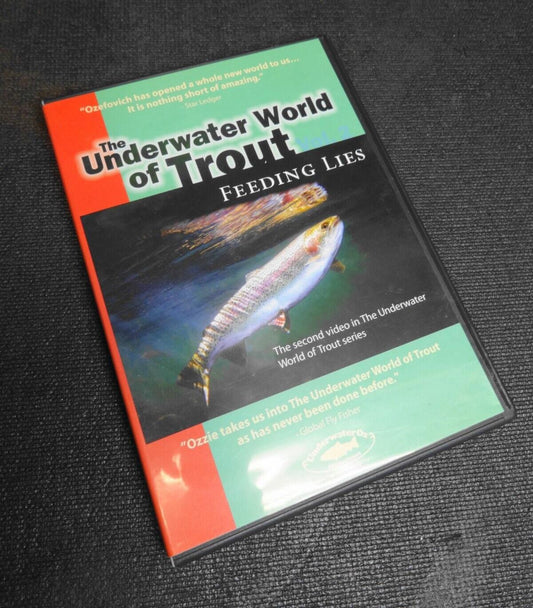 "Ozefovich has opened a whole new world to us...
It is nothing short of amazing."
Star Ledger
The
Underwater World
of Trout Vol. 2
FEEDING LIES
The second video in The Underwater
World of Trout series
"Ozzie takes us into The Underwater World of Trout
as has never been done before."
- Global Fly Fisher